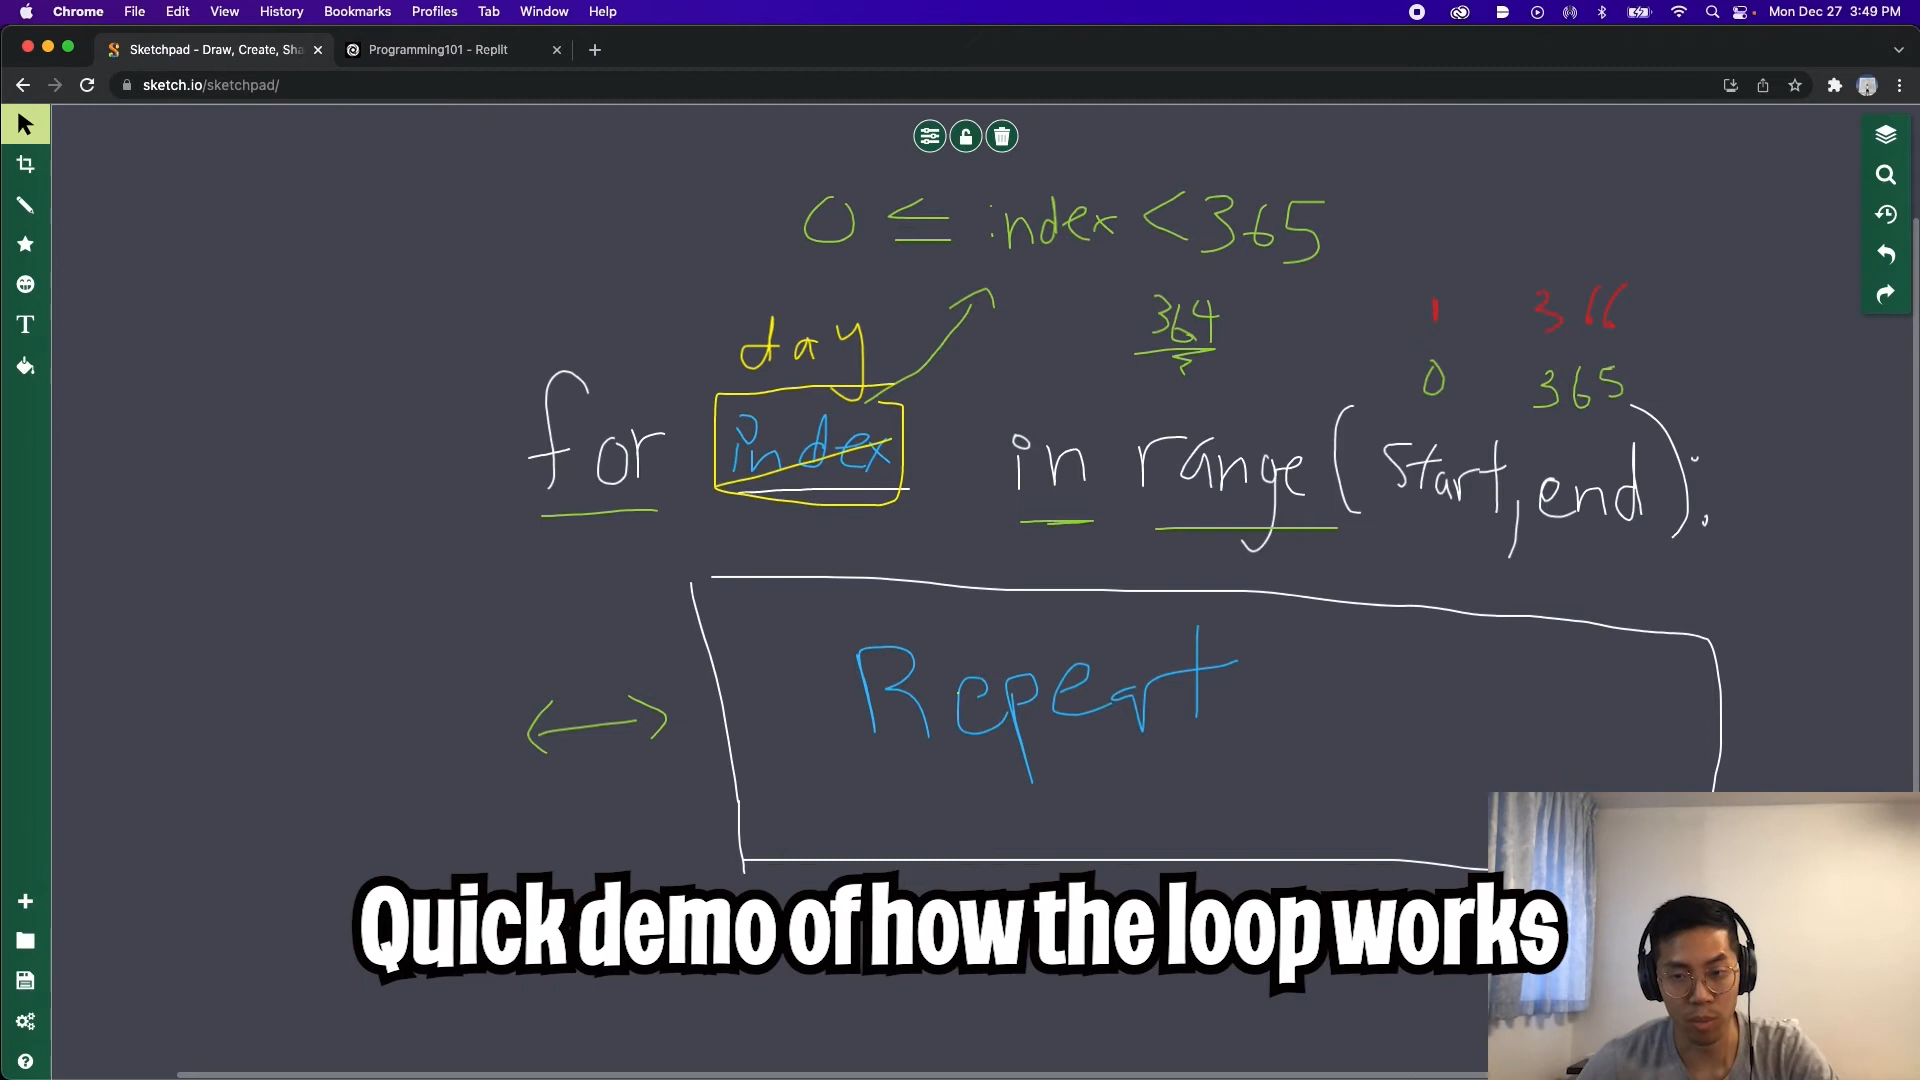 Chrome File Edit View History Bookmarks Profiles Tab Window Help Mon Dec 27 3:49 PM
Sketchpad - Draw, Create, Sha Programming101 - Replit
sketch.io/sketchpad/
0 ≤ index < 365
364
1 366
0 365
day
for index in range(start, end):
Repeat
T
Quick demo of how the loop works